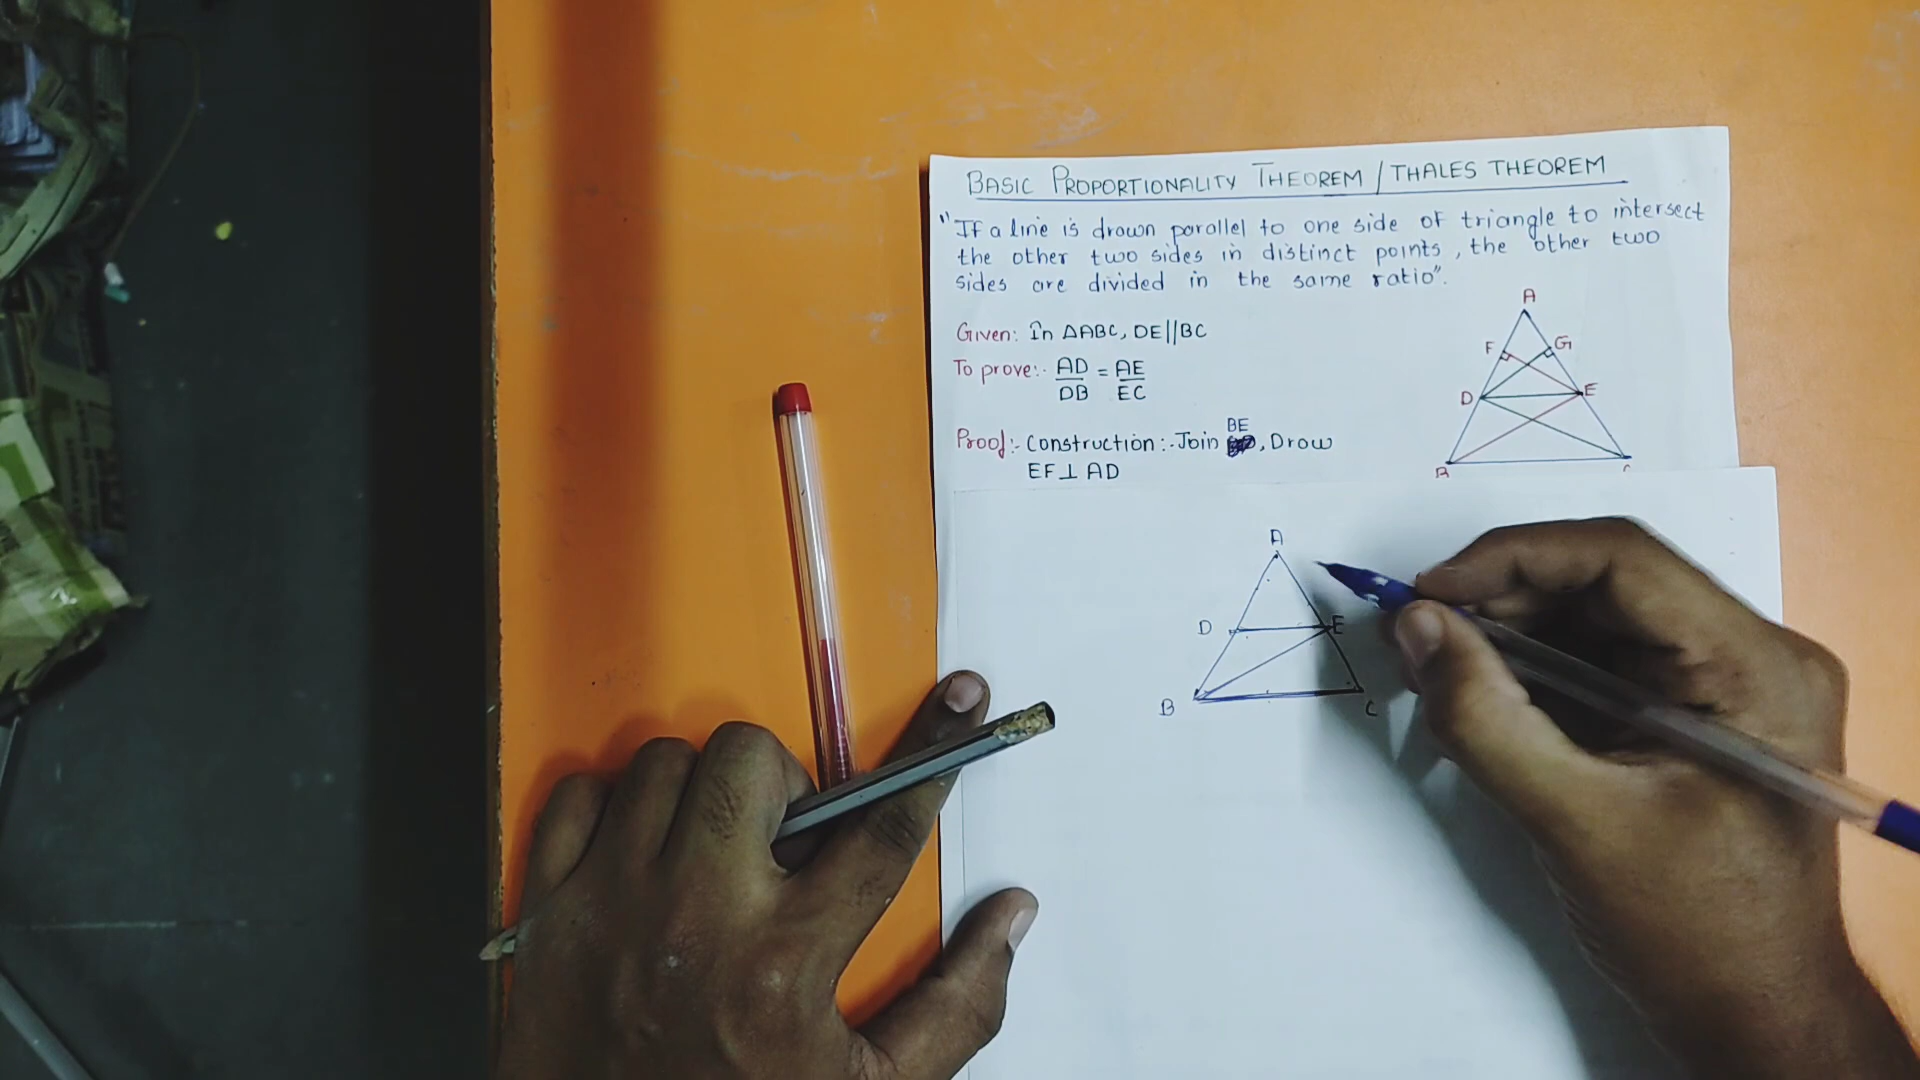 BASIC PROPORTIONALITY THEOREM / THALES THEOREM
"If a line is drawn parallel to one side of triangle to intersect
the other two sides in distinct points, the other two
sides are divided in the same ratio".
Given: In ΔABC, DE||BC
To prove:- AD/DB = AE/EC
BE
Proof:- Construction:- Join , Draw
EF⊥AD
A
F G
D E
B C
A
D E
B C